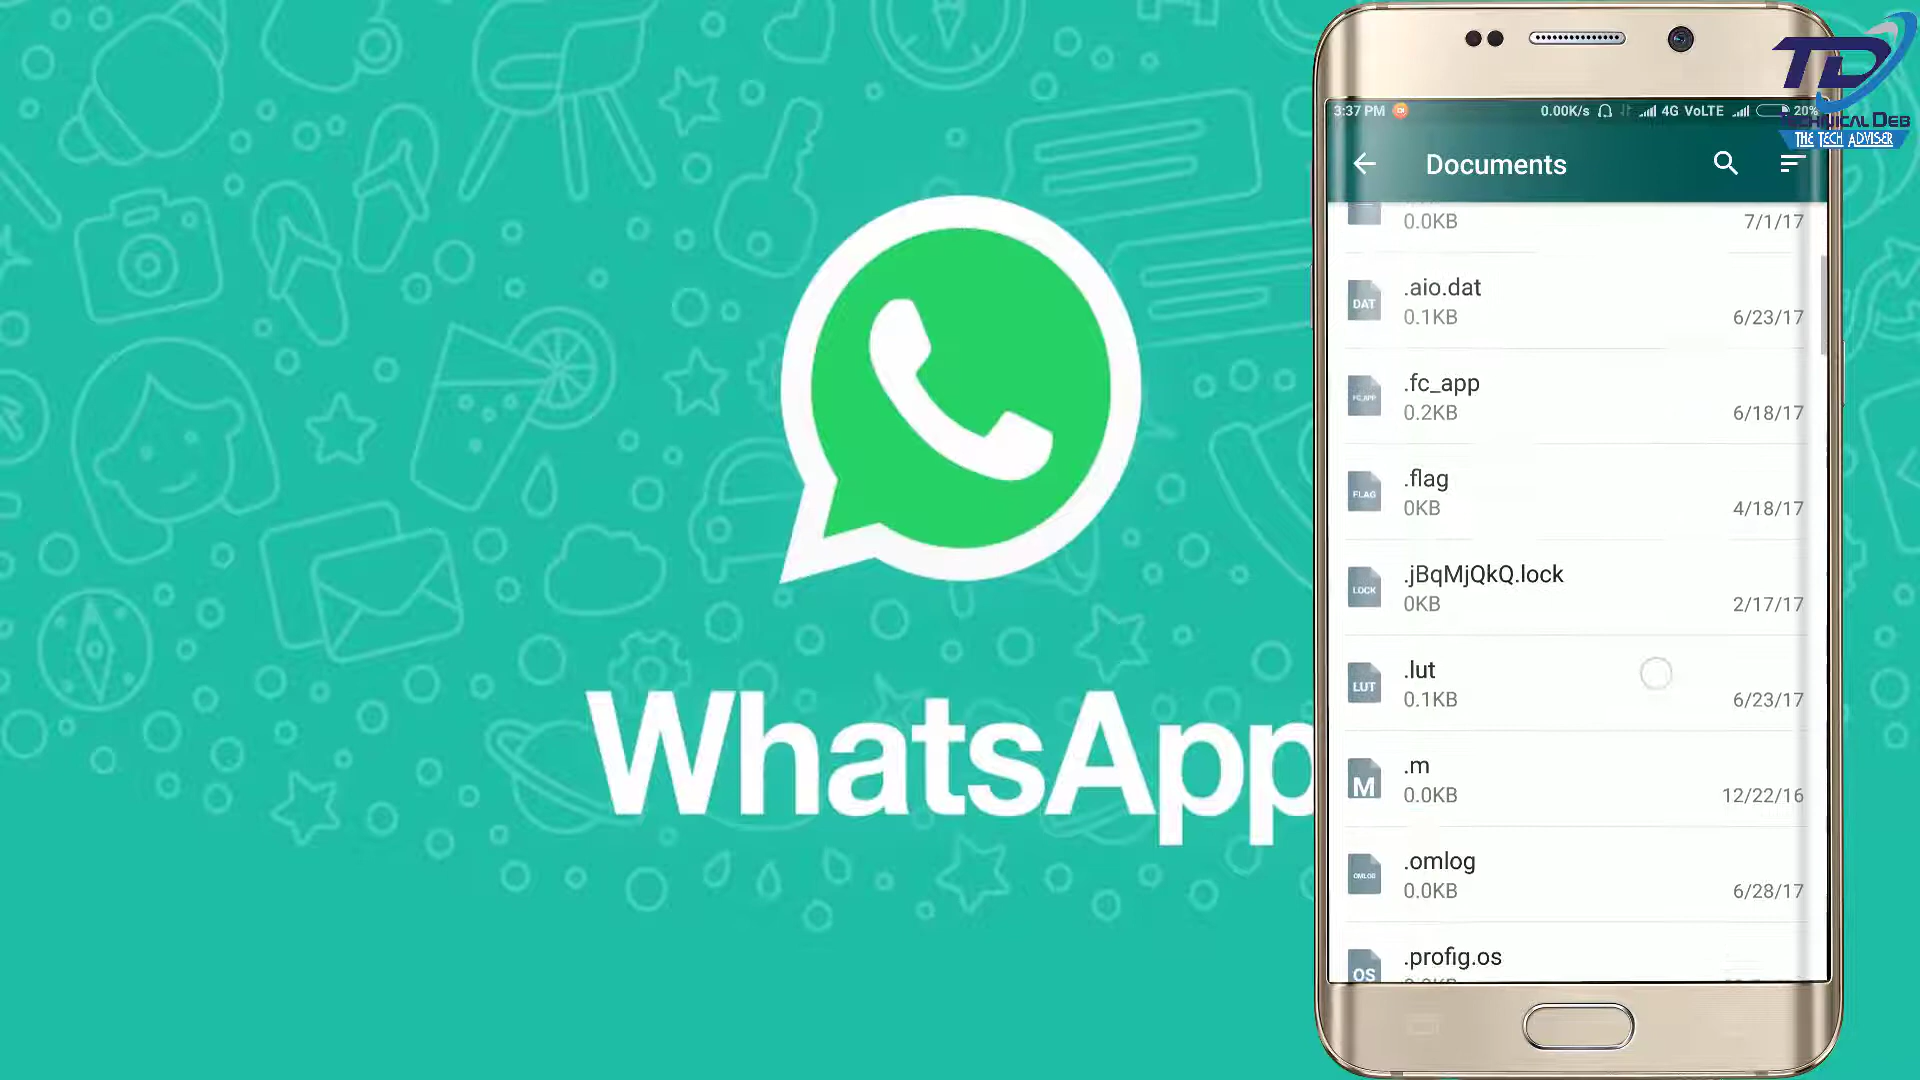 WhatsApp
TD
TECHNICAL DEB
THE TECH ADVISER
3:37 PM 0.00K/s 4G VoLTE 20%
Documents
0.0KB 7/1/17
DAT .aio.dat
0.1KB 6/23/17
FC_APP .fc_app
0.2KB 6/18/17
FLAG .flag
0KB 4/18/17
LOCK .jBqMjQkQ.lock
0KB 2/17/17
LUT .lut
0.1KB 6/23/17
M .m
0.0KB 12/22/16
OMLOG .omlog
0.0KB 6/28/17
OS .profig.os